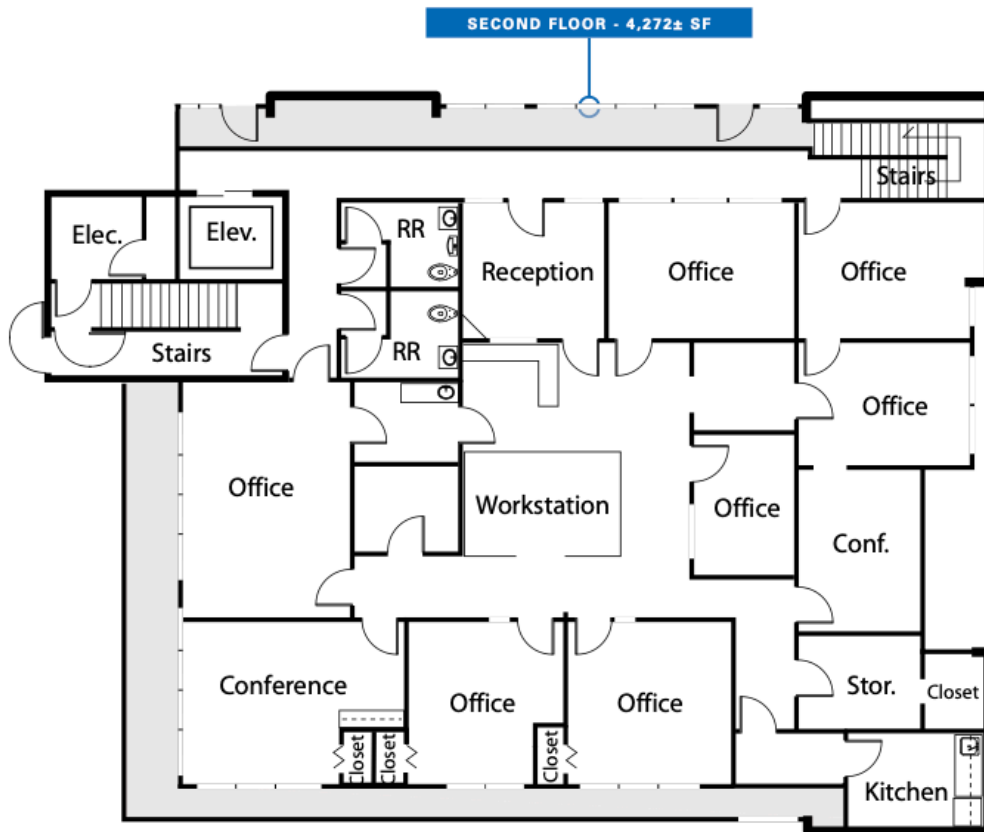 SECOND FLOOR - 4,272± SF
Stairs
Elec.
Elev.
RR
Reception
Office
Office
Stairs
RR
Office
Office
Workstation
Office
Conf.
Conference
Office
Office
Stor.
Closet
Closet
Closet
Closet
Kitchen